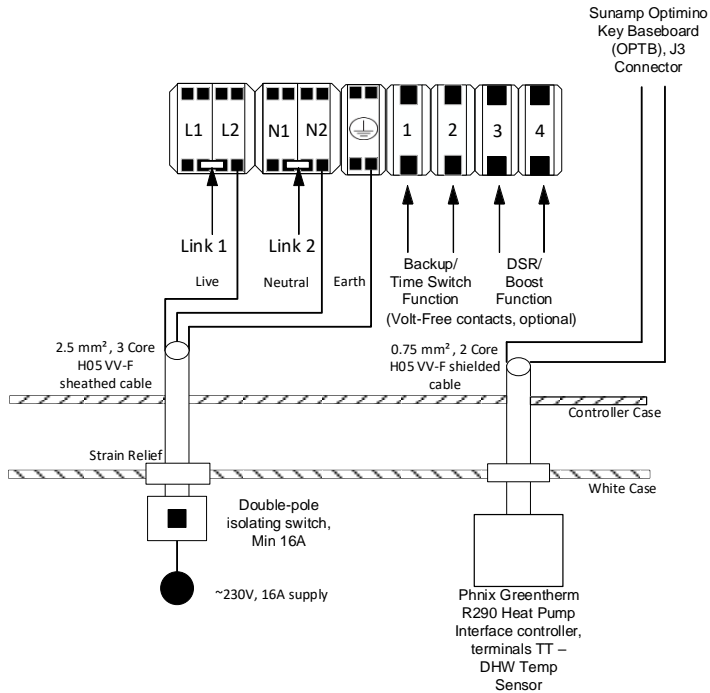 Sunamp Optimino
Key Baseboard
(OPTB), J3
Connector
L1 L2 N1 N2 1 2 3 4
Link 1
Link 2
Live
Neutral
Earth
Backup/
Time Switch
Function
DSR/
Boost
Function
(Volt-Free contacts, optional)
2.5 mm², 3 Core
H05 VV-F
sheathed cable
0.75 mm², 2 Core
H05 VV-F shielded
cable
Controller Case
Strain Relief
White Case
Double-pole
isolating switch,
Min 16A
~230V, 16A supply
Phnix Greentherm
R290 Heat Pump
Interface controller,
terminals TT –
DHW Temp
Sensor